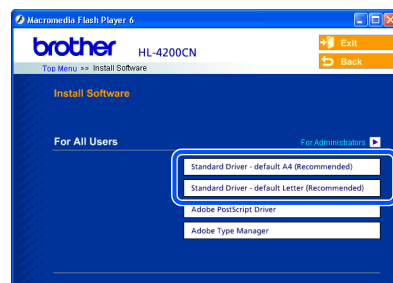 Macromedia Flash Player 6
brother HL-4200CN
Exit
Back
Top Menu >> Install Software
Install Software
For All Users
For Administrators
Standard Driver - default A4 (Recommended)
Standard Driver - default Letter (Recommended)
Adobe PostScript Driver
Adobe Type Manager